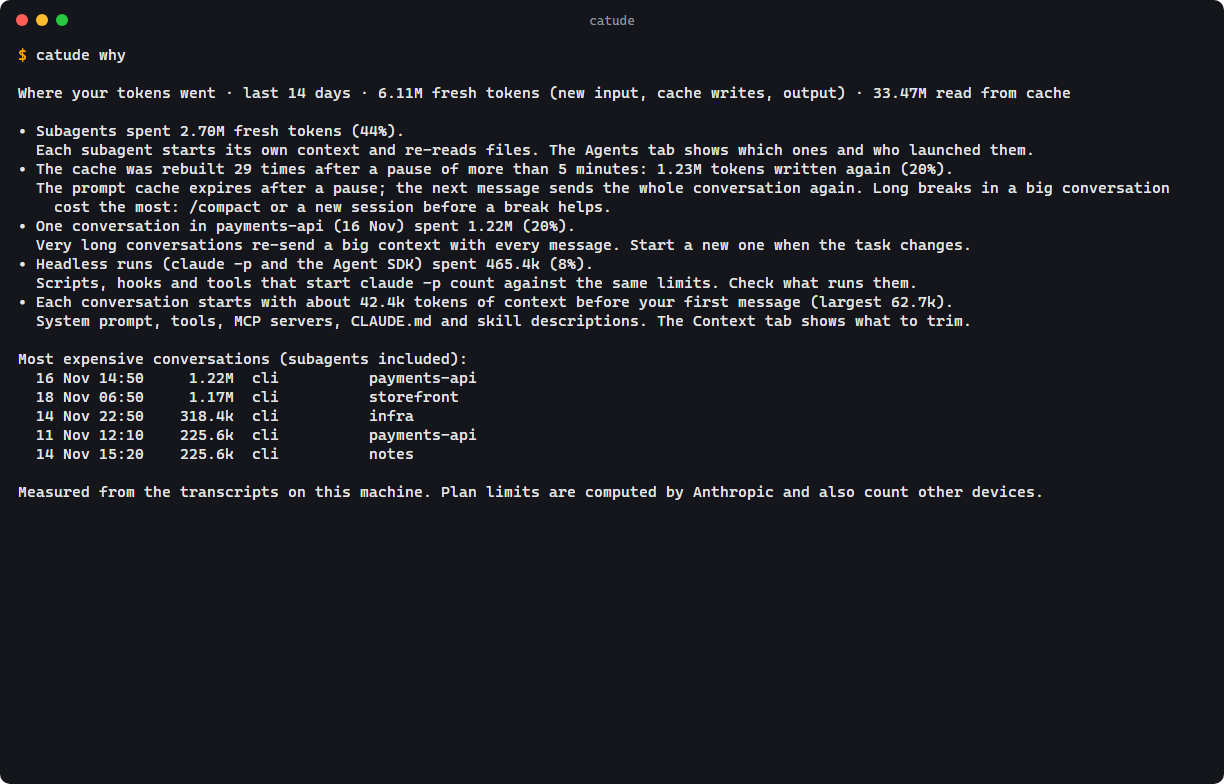 catude
$ catude why
Where your tokens went · last 14 days · 6.11M fresh tokens (new input, cache writes, output) · 33.47M read from cache
• Subagents spent 2.70M fresh tokens (44%).
Each subagent starts its own context and re-reads files. The Agents tab shows which ones and who launched them.
• The cache was rebuilt 29 times after a pause of more than 5 minutes: 1.23M tokens written again (20%).
The prompt cache expires after a pause; the next message sends the whole conversation again. Long breaks in a big conversation
cost the most: /compact or a new session before a break helps.
• One conversation in payments-api (16 Nov) spent 1.22M (20%).
Very long conversations re-send a big context with every message. Start a new one when the task changes.
• Headless runs (claude -p and the Agent SDK) spent 465.4k (8%).
Scripts, hooks and tools that start claude -p count against the same limits. Check what runs them.
• Each conversation starts with about 42.4k tokens of context before your first message (largest 62.7k).
System prompt, tools, MCP servers, CLAUDE.md and skill descriptions. The Context tab shows what to trim.
Most expensive conversations (subagents included):
16 Nov 14:50 1.22M cli payments-api
18 Nov 06:50 1.17M cli storefront
14 Nov 22:50 318.4k cli infra
11 Nov 12:10 225.6k cli payments-api
14 Nov 15:20 225.6k cli notes
Measured from the transcripts on this machine. Plan limits are computed by Anthropic and also count other devices.